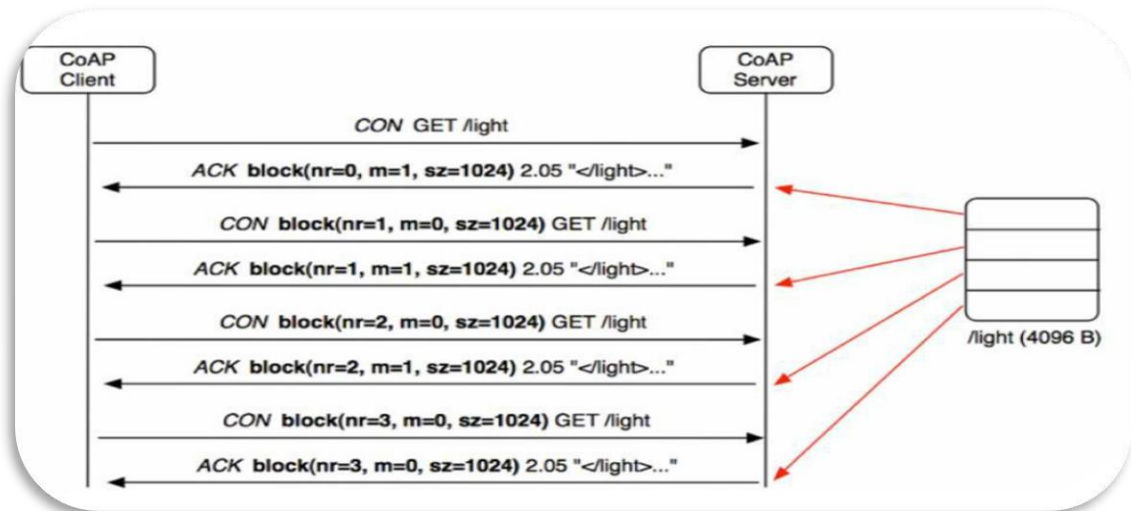 CoAP
Client
CoAP
Server
CON GET /light
ACK block(nr=0, m=1, sz=1024) 2.05 "</light>..."
CON block(nr=1, m=0, sz=1024) GET /light
ACK block(nr=1, m=1, sz=1024) 2.05 "</light>..."
CON block(nr=2, m=0, sz=1024) GET /light
ACK block(nr=2, m=1, sz=1024) 2.05 "</light>..."
CON block(nr=3, m=0, sz=1024) GET /light
ACK block(nr=3, m=0, sz=1024) 2.05 "</light>..."
/light (4096 B)